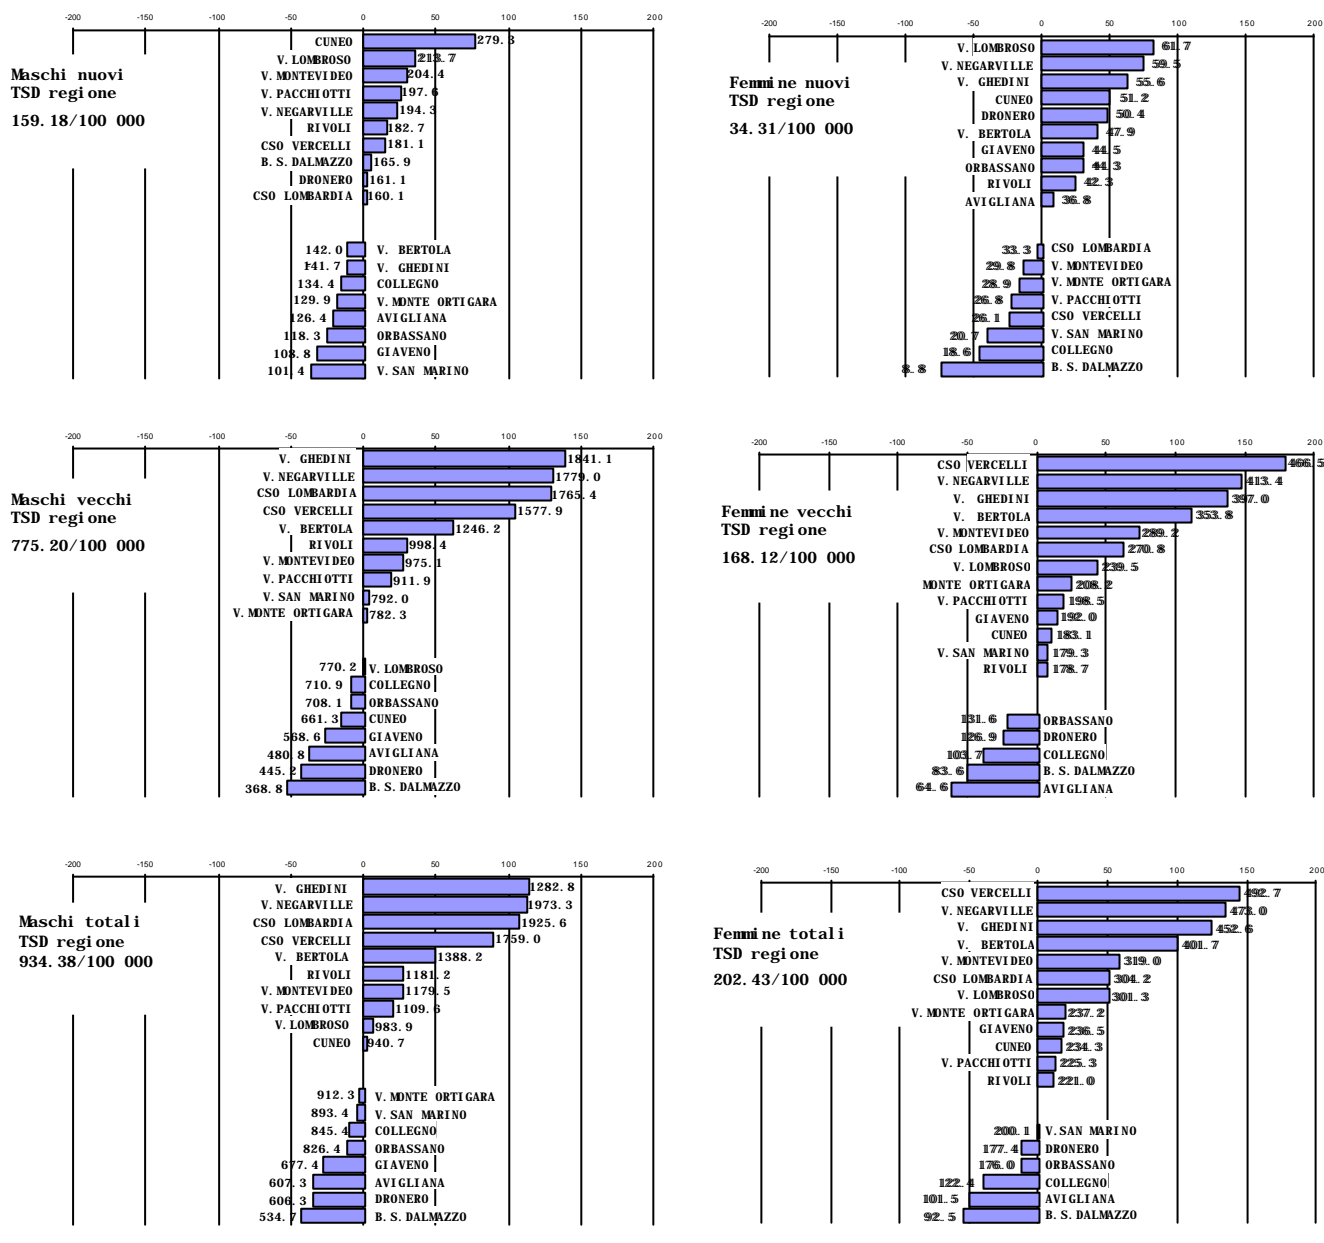 -200 -150 -100 -50 0 50 100 150 200
Maschi nuovi
TSD regione
159.18/100 000
CUNEO 279.3
V. LOMBROSO 213.7
V. MONTEVIDEO 204.4
V. PACCHIOTTI 197.6
V. NEGARVILLE 194.3
RIVOLI 182.7
CSO VERCELLI 181.1
B.S. DALMAZZO 165.9
DRONERO 161.1
CSO LOMBARDIA 160.1
142.0 V. BERTOLA
141.7 V. GHEDINI
134.4 COLLEGNO
129.9 V. MONTE ORTIGARA
126.4 AVIGLIANA
118.3 ORBASSANO
108.8 GIAVENO
101.4 V. SAN MARINO
-200 -150 -100 -50 0 50 100 150 200
Femmine nuovi
TSD regione
34.31/100 000
V. LOMBROSO 61.7
V. NEGARVILLE 59.5
V. GHEDINI 55.6
CUNEO 51.2
DRONERO 50.4
V. BERTOLA 47.9
GIAVENO 44.5
ORBASSANO 44.3
RIVOLI 42.3
AVIGLIANA 36.8
33.3 CSO LOMBARDIA
29.8 V. MONTEVIDEO
28.9 V. MONTE ORTIGARA
26.8 V. PACCHIOTTI
26.1 CSO VERCELLI
20.7 V. SAN MARINO
18.6 COLLEGNO
8.8 B.S. DALMAZZO
-200 -150 -100 -50 0 50 100 150 200
Maschi vecchi
TSD regione
775.20/100 000
V. GHEDINI 1841.1
V. NEGARVILLE 1779.0
CSO LOMBARDIA 1765.4
CSO VERCELLI 1577.9
V. BERTOLA 1246.2
RIVOLI 998.4
V. MONTEVIDEO 975.1
V. PACCHIOTTI 911.9
V. SAN MARINO 792.0
V. MONTE ORTIGARA 782.3
770.2 V. LOMBROSO
710.9 COLLEGNO
708.1 ORBASSANO
661.3 CUNEO
568.6 GIAVENO
480.8 AVIGLIANA
445.2 DRONERO
368.8 B.S. DALMAZZO
-200 -150 -100 -50 0 50 100 150 200
Femmine vecchi
TSD regione
168.12/100 000
CSO VERCELLI 466.5
V. NEGARVILLE 413.4
V. GHEDINI 397.0
V. BERTOLA 353.8
V. MONTEVIDEO 289.2
CSO LOMBARDIA 270.8
V. LOMBROSO 239.5
MONTE ORTIGARA 208.2
V. PACCHIOTTI 198.5
GIAVENO 192.0
CUNEO 183.1
V. SAN MARINO 179.3
RIVOLI 178.7
131.6 ORBASSANO
126.9 DRONERO
103.7 COLLEGNO
83.6 B.S. DALMAZZO
64.6 AVIGLIANA
-200 -150 -100 -50 0 50 100 150 200
Maschi totali
TSD regione
934.38/100 000
V. GHEDINI 1282.8
V. NEGARVILLE 1973.3
CSO LOMBARDIA 1925.6
CSO VERCELLI 1759.0
V. BERTOLA 1388.2
RIVOLI 1181.2
V. MONTEVIDEO 1179.5
V. PACCHIOTTI 1109.6
V. LOMBROSO 983.9
CUNEO 940.7
912.3 V. MONTE ORTIGARA
893.4 V. SAN MARINO
845.4 COLLEGNO
826.4 ORBASSANO
677.4 GIAVENO
607.3 AVIGLIANA
606.3 DRONERO
534.7 B.S. DALMAZZO
-200 -150 -100 -50 0 50 100 150 200
Femmine totali
TSD regione
202.43/100 000
CSO VERCELLI 492.7
V. NEGARVILLE 473.0
V. GHEDINI 452.6
V. BERTOLA 401.7
V. MONTEVIDEO 319.0
CSO LOMBARDIA 304.2
V. LOMBROSO 301.3
V. MONTE ORTIGARA 237.2
GIAVENO 236.5
CUNEO 234.3
V. PACCHIOTTI 225.3
RIVOLI 221.0
200.1 V. SAN MARINO
177.4 DRONERO
176.0 ORBASSANO
122.4 COLLEGNO
101.5 AVIGLIANA
92.5 B.S. DALMAZZO